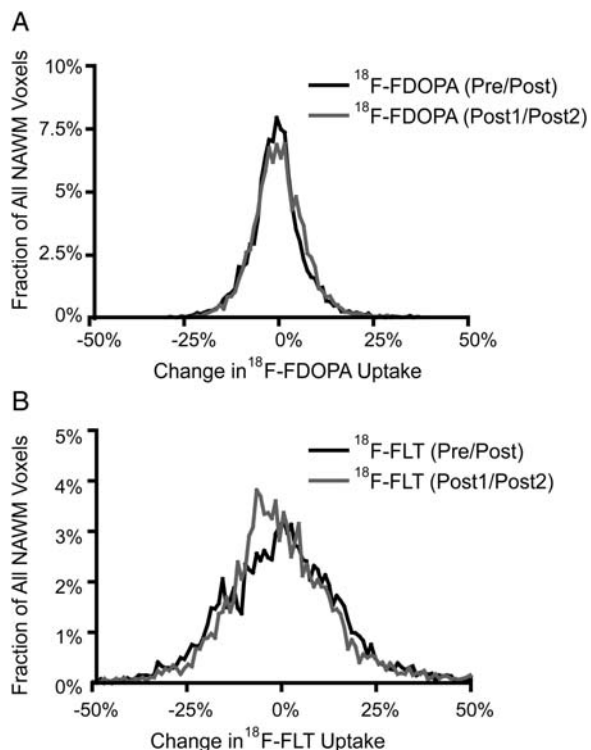 A
¹⁸F-FDOPA (Pre/Post)
¹⁸F-FDOPA (Post1/Post2)
Fraction of All NAWM Voxels
10%
7.5%
5%
2.5%
0%
-50%
-25%
0%
25%
50%
Change in ¹⁸F-FDOPA Uptake
B
¹⁸F-FLT (Pre/Post)
¹⁸F-FLT (Post1/Post2)
Fraction of All NAWM Voxels
5%
4%
3%
2%
1%
0%
-50%
-25%
0%
25%
50%
Change in ¹⁸F-FLT Uptake